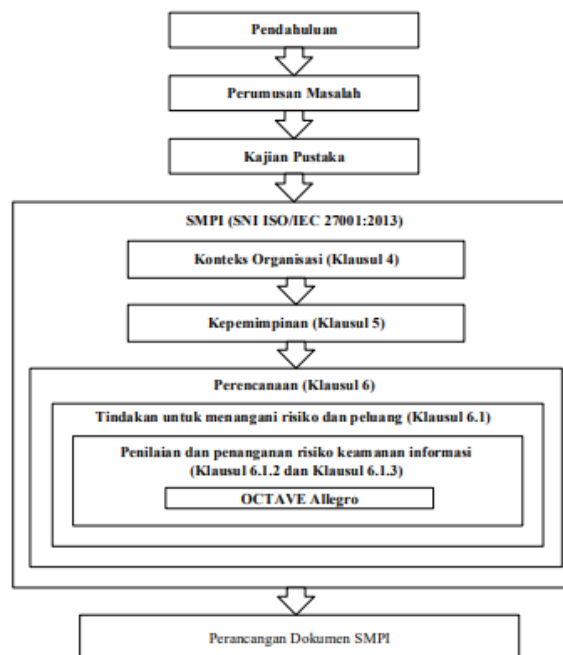 Pendahuluan
Perumusan Masalah
Kajian Pustaka
SMPI (SNI ISO/IEC 27001:2013)
Konteks Organisasi (Klausul 4)
Kepemimpinan (Klausul 5)
Perencanaan (Klausul 6)
Tindakan untuk menangani risiko dan peluang (Klausul 6.1)
Penilaian dan penanganan risiko keamanan informasi
(Klausul 6.1.2 dan Klausul 6.1.3)
OCTAVE Allegro
Perancangan Dokumen SMPI